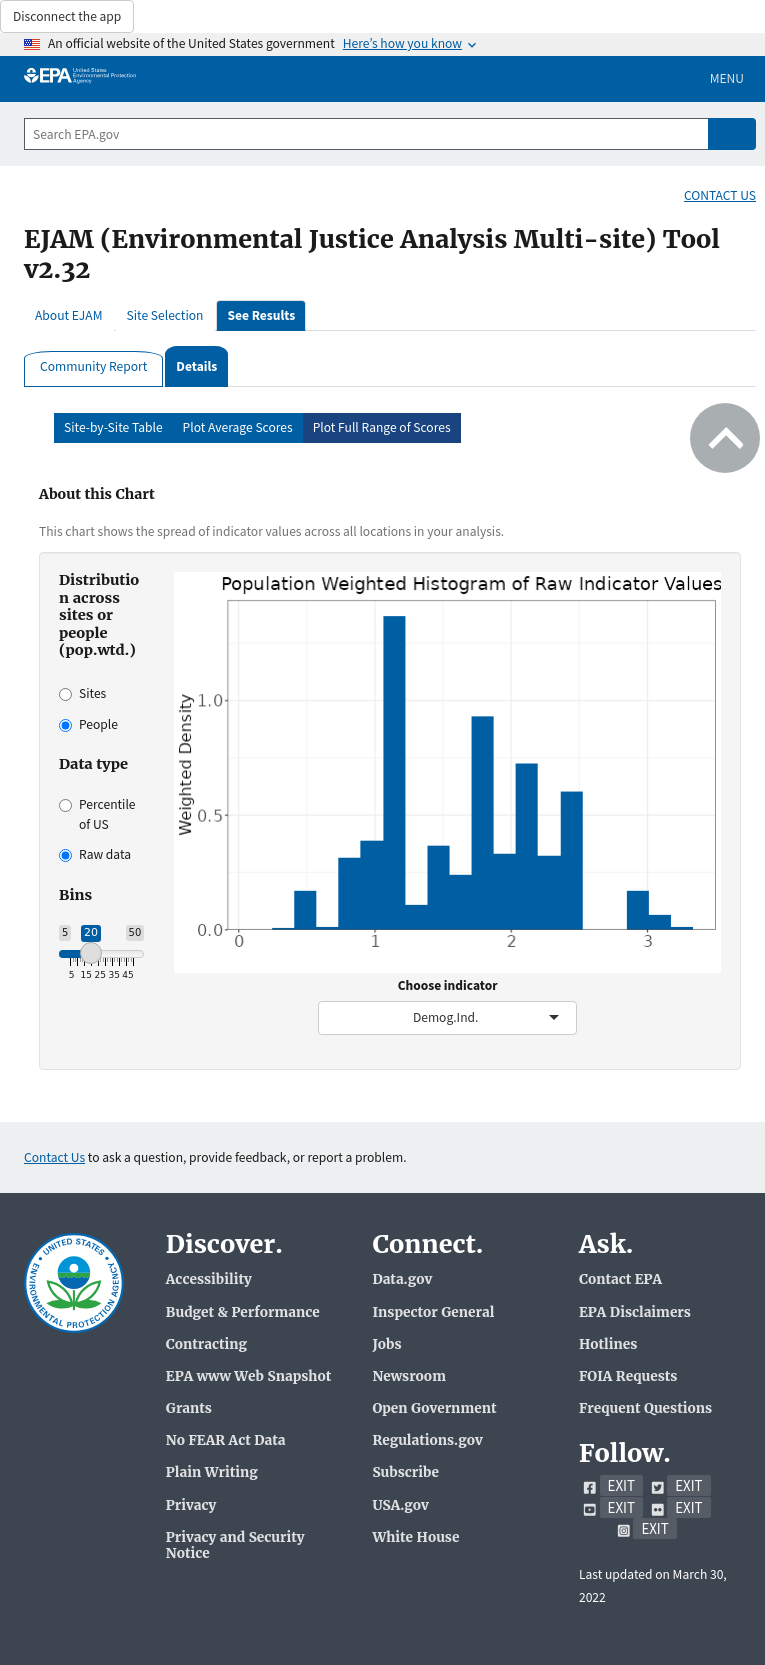 Disconnect the app
An official website of the United States government Here's how you know
EPA United States Environmental Protection Agency
MENU
Search EPA.gov
CONTACT US
EJAM (Environmental Justice Analysis Multi-site) Tool
v2.32
About EJAM Site Selection See Results
Community Report Details
Site-by-Site Table Plot Average Scores Plot Full Range of Scores
About this Chart
This chart shows the spread of indicator values across all locations in your analysis.
Distributio
n across
sites or
people
(pop.wtd.)
Sites
People
Data type
Percentile
of US
Raw data
Bins
5 20 50
5 15 25 35 45
Population Weighted Histogram of Raw Indicator Values
Weighted Density
1.0
0.5
0.0
0 1 2 3
Choose indicator
Demog.Ind.
Contact Us to ask a question, provide feedback, or report a problem.
UNITED STATES
ENVIRONMENTAL PROTECTION AGENCY
Discover.
Accessibility
Budget & Performance
Contracting
EPA www Web Snapshot
Grants
No FEAR Act Data
Plain Writing
Privacy
Privacy and Security
Notice
Connect.
Data.gov
Inspector General
Jobs
Newsroom
Open Government
Regulations.gov
Subscribe
USA.gov
White House
Ask.
Contact EPA
EPA Disclaimers
Hotlines
FOIA Requests
Frequent Questions
Follow.
EXIT EXIT
EXIT EXIT
EXIT
Last updated on March 30,
2022